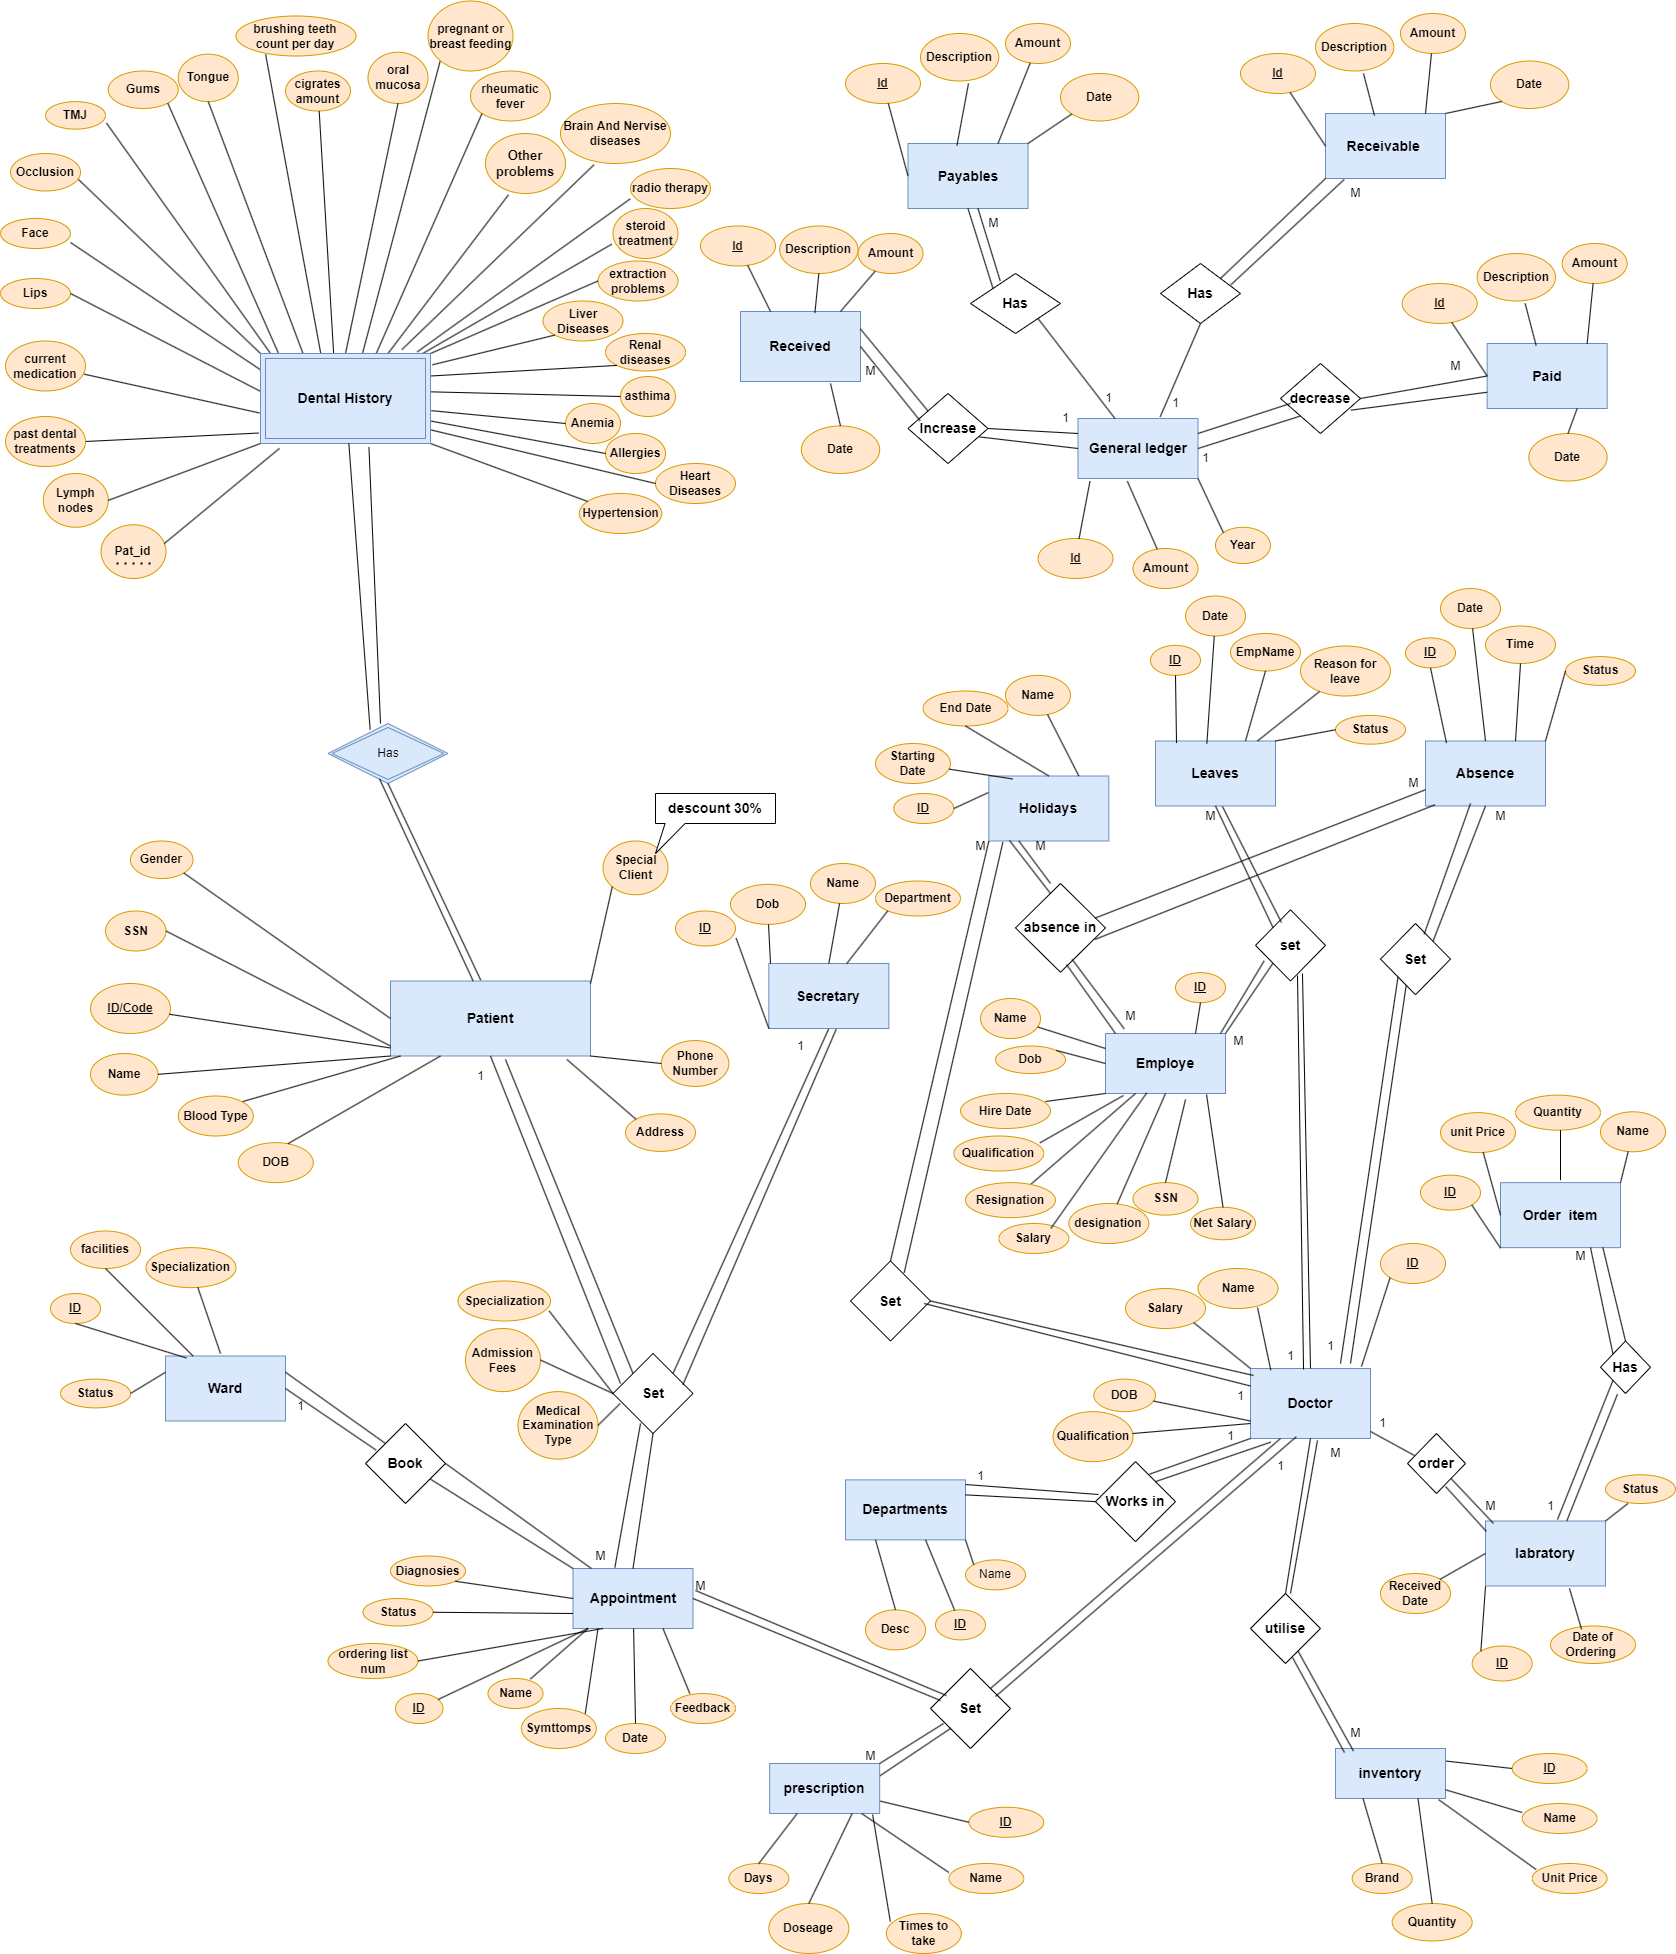 brushing teeth
count per day
pregnant or
breast feeding
Tongue
Gums
cigrates
amount
oral
mucosa
rheumatic
fever
TMJ
Brain And Nervise
diseases
Other
problems
Occlusion
radio therapy
Face
steroid
treatment
extraction
problems
Lips
Liver
Diseases
Renal
diseases
current
medication
Dental History
asthima
Anemia
past dental
treatments
Allergies
Heart
Diseases
Lymph
nodes
Hypertension
Pat_id
Has
Id
Description
Amount
Date
Payables
M
Has
1
Id
Description
Amount
Date
Receivable
M
Has
1
Id
Description
Amount
Received
M
Date
Increase
1
General ledger
Id
Amount
Year
1
decrease
M
Id
Description
Amount
Paid
Date
Gender
SSN
ID/Code
Name
Blood Type
DOB
Patient
1
Special
Client
descount 30%
Phone
Number
Address
ID
Dob
Name
Department
Secretary
1
Starting
Date
End Date
Name
ID
Holidays
M
M
ID
Date
EmpName
Reason for
leave
Status
Leaves
M
ID
Date
Time
Status
Absence
M
M
absence in
set
Set
M
M
ID
Name
Dob
Employe
Hire Date
Qualification
Resignation
Salary
designation
SSN
Net Salary
unit Price
Quantity
Name
ID
Order item
M
Has
1
facilities
Specialization
ID
Status
Ward
1
Book
Specialization
Admission
Fees
Medical
Examination
Type
Set
M
Set
ID
Salary
Name
1
1
1
Doctor
DOB
Qualification
1
1
M
1
order
M
Status
labratory
Received
Date
ID
Date of
Ordering
Departments
1
Works in
Desc
ID
Name
Diagnosies
Status
ordering list
num
ID
Name
Symttomps
Date
Feedback
Appointment
M
Set
M
utilise
M
prescription
ID
Name
Days
Doseage
Times to
take
inventory
ID
Name
Unit Price
Brand
Quantity